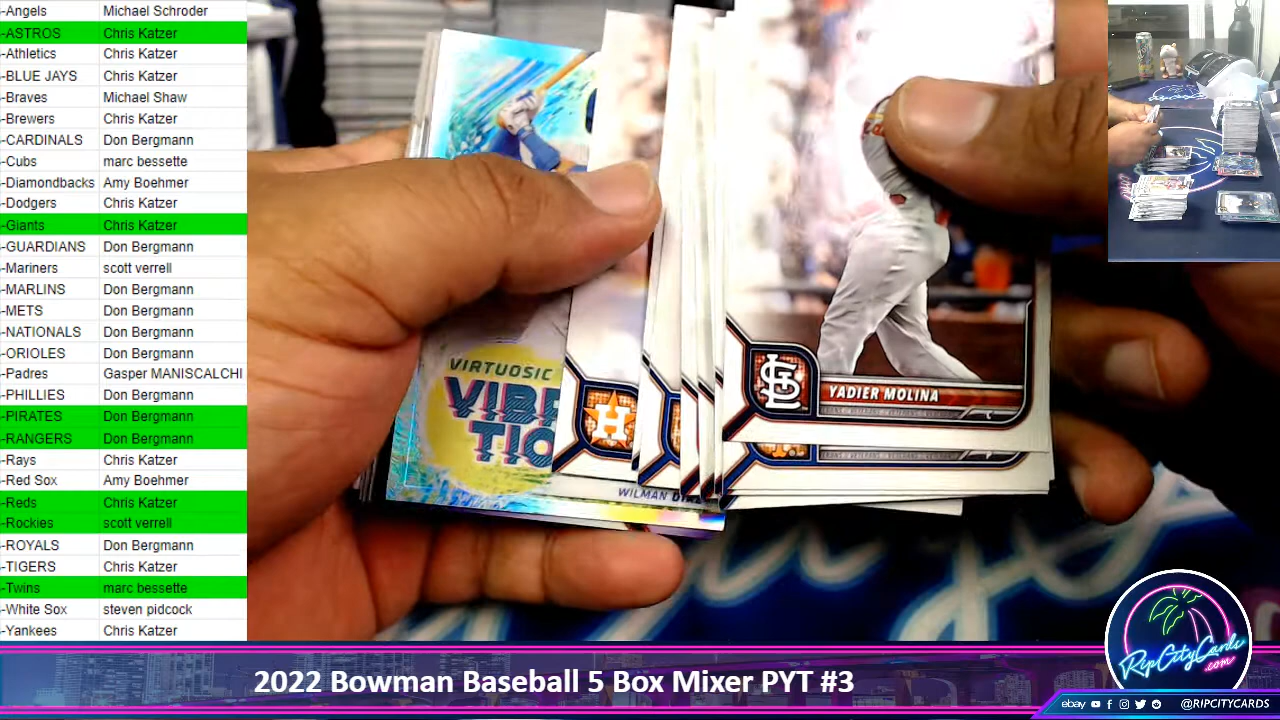 -Angels Michael Schroder
-ASTROS Chris Katzer
-Athletics Chris Katzer
-BLUE JAYS Chris Katzer
-Braves Michael Shaw
-Brewers Chris Katzer
-CARDINALS Don Bergmann
-Cubs marc bessette
-Diamondbacks Amy Boehmer
-Dodgers Chris Katzer
-Giants Chris Katzer
-GUARDIANS Don Bergmann
-Mariners scott verrell
-MARLINS Don Bergmann
-METS Don Bergmann
-NATIONALS Don Bergmann
-ORIOLES Don Bergmann
-Padres Gasper MANISCALCHI
-PHILLIES Don Bergmann
-PIRATES Don Bergmann
-RANGERS Don Bergmann
-Rays Chris Katzer
-Red Sox Amy Boehmer
-Reds Chris Katzer
-Rockies scott verrell
-ROYALS Don Bergmann
-TIGERS Chris Katzer
-Twins marc bessette
-White Sox steven pidcock
-Yankees Chris Katzer
VIRTUOSIC
VIB
TIO
H
WILMAN
STL
YADIER MOLINA
RipCityCards
.com
2022 Bowman Baseball 5 Box Mixer PYT #3
ebay @RIPCITYCARDS